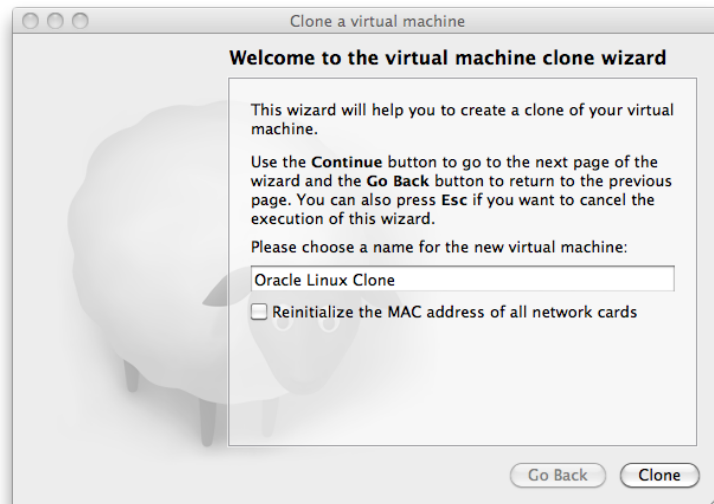 Clone a virtual machine
Welcome to the virtual machine clone wizard
This wizard will help you to create a clone of your virtual
machine.
Use the Continue button to go to the next page of the
wizard and the Go Back button to return to the previous
page. You can also press Esc if you want to cancel the
execution of this wizard.
Please choose a name for the new virtual machine:
Oracle Linux Clone
Reinitialize the MAC address of all network cards
Go Back
Clone